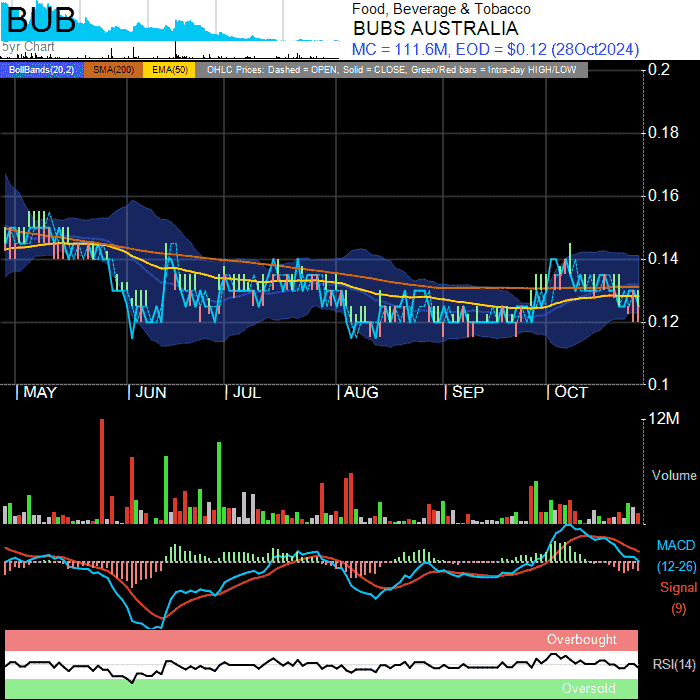 BUB
5yr Chart
Food, Beverage & Tobacco
BUBS AUSTRALIA
MC = 111.6M, EOD = $0.12 (28Oct2024)
BollBands(20,2) SMA(200) EMA(50) OHLC Prices: Dashed = OPEN, Solid = CLOSE, Green/Red bars = Intra-day HIGH/LOW
0.2
0.18
0.16
0.14
0.12
0.1
MAY JUN JUL AUG SEP OCT
12M
Volume
MACD
(12-26)
Signal
(9)
Overbought
RSI(14)
Oversold